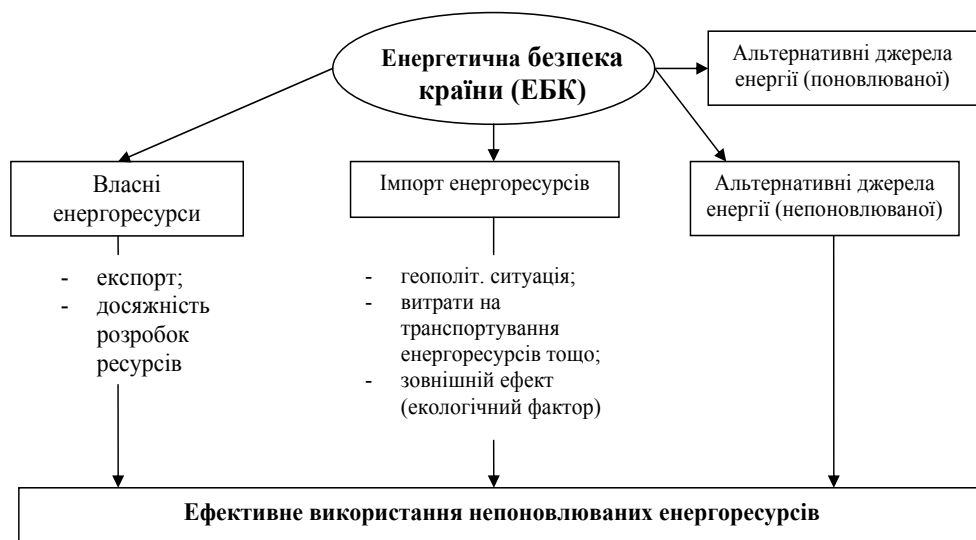 Енергетична безпека
країни (ЕБК)
Альтернативні джерела
енергії (поновлюваної)
Власні
енергоресурси
Імпорт енергоресурсів
Альтернативні джерела
енергії (непоновлюваної)
- експорт;
- досяжність
розробок
ресурсів
- геополіт. ситуація;
- витрати на
транспортування
енергоресурсів тощо;
- зовнішній ефект
(екологічний фактор)
Ефективне використання непоновлюваних енергоресурсів